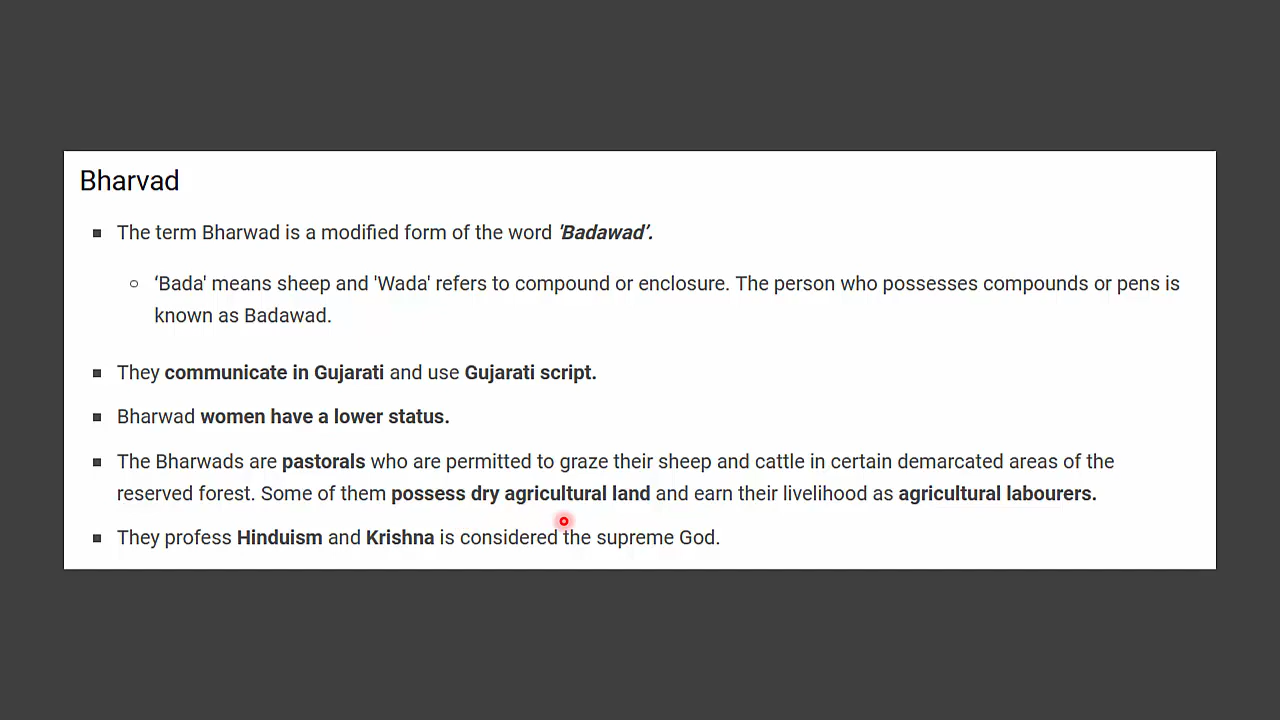 Bharvad
The term Bharwad is a modified form of the word 'Badawad’.
‘Bada' means sheep and 'Wada' refers to compound or enclosure. The person who possesses compounds or pens is
known as Badawad.
They communicate in Gujarati and use Gujarati script.
Bharwad women have a lower status.
The Bharwads are pastorals who are permitted to graze their sheep and cattle in certain demarcated areas of the
reserved forest. Some of them possess dry agricultural land and earn their livelihood as agricultural labourers.
They profess Hinduism and Krishna is considered the supreme God.